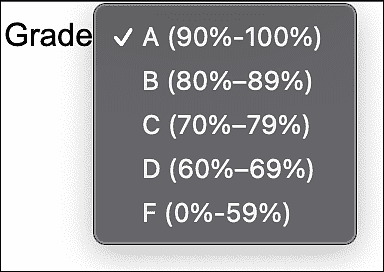 Grade ✓ A (90%-100%)
B (80%–89%)
C (70%–79%)
D (60%–69%)
F (0%-59%)